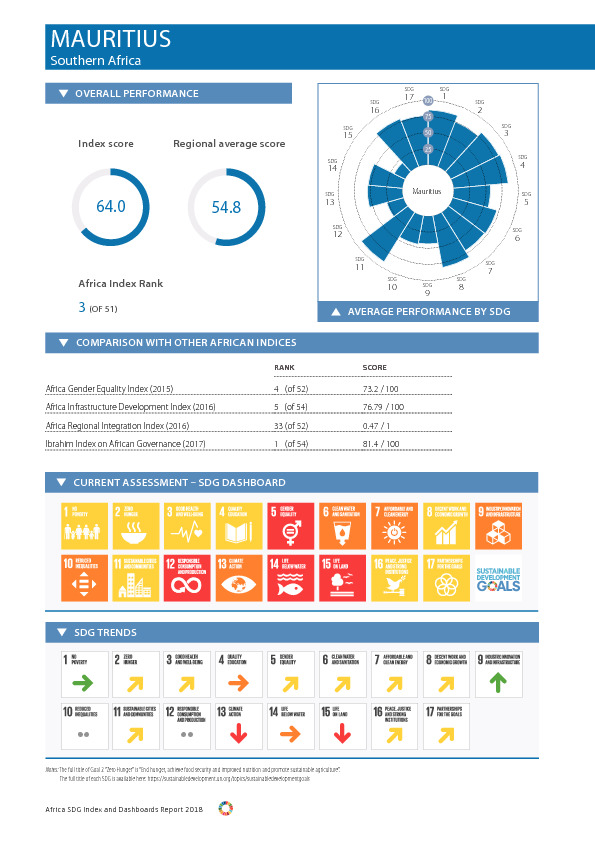 MAURITIUS
Southern Africa
OVERALL PERFORMANCE
Index score
Regional average score
64.0
54.8
Africa Index Rank
3 (OF 51)
SDG 1
SDG 2
SDG 3
SDG 4
SDG 5
SDG 6
SDG 7
SDG 8
SDG 9
SDG 10
SDG 11
SDG 12
SDG 13
SDG 14
SDG 15
SDG 16
SDG 17
100
75
50
25
Mauritius
AVERAGE PERFORMANCE BY SDG
COMPARISON WITH OTHER AFRICAN INDICES
RANK SCORE
Africa Gender Equality Index (2015) 4 (of 52) 73.2 / 100
Africa Infrastructure Development Index (2016) 5 (of 54) 76.79 / 100
Africa Regional Integration Index (2016) 33 (of 52) 0.47 / 1
Ibrahim Index on African Governance (2017) 1 (of 54) 81.4 / 100
CURRENT ASSESSMENT – SDG DASHBOARD
1 NO POVERTY
2 ZERO HUNGER
3 GOOD HEALTH AND WELL-BEING
4 QUALITY EDUCATION
5 GENDER EQUALITY
6 CLEAN WATER AND SANITATION
7 AFFORDABLE AND CLEAN ENERGY
8 DECENT WORK AND ECONOMIC GROWTH
9 INDUSTRY, INNOVATION AND INFRASTRUCTURE
10 REDUCED INEQUALITIES
11 SUSTAINABLE CITIES AND COMMUNITIES
12 RESPONSIBLE CONSUMPTION AND PRODUCTION
13 CLIMATE ACTION
14 LIFE BELOW WATER
15 LIFE ON LAND
16 PEACE, JUSTICE AND STRONG INSTITUTIONS
17 PARTNERSHIPS FOR THE GOALS
SUSTAINABLE
DEVELOPMENT
GOALS
SDG TRENDS
1 NO POVERTY
2 ZERO HUNGER
3 GOOD HEALTH AND WELL-BEING
4 QUALITY EDUCATION
5 GENDER EQUALITY
6 CLEAN WATER AND SANITATION
7 AFFORDABLE AND CLEAN ENERGY
8 DECENT WORK AND ECONOMIC GROWTH
9 INDUSTRY, INNOVATION AND INFRASTRUCTURE
10 REDUCED INEQUALITIES
11 SUSTAINABLE CITIES AND COMMUNITIES
12 RESPONSIBLE CONSUMPTION AND PRODUCTION
13 CLIMATE ACTION
14 LIFE BELOW WATER
15 LIFE ON LAND
16 PEACE, JUSTICE AND STRONG INSTITUTIONS
17 PARTNERSHIPS FOR THE GOALS
Notes: The full title of Goal 2 "Zero Hunger" is "End hunger, achieve food security and improved nutrition and promote sustainable agriculture".
The full title of each SDG is available here: https://sustainabledevelopment.un.org/topics/sustainabledevelopmentgoals
Africa SDG Index and Dashboards Report 2018